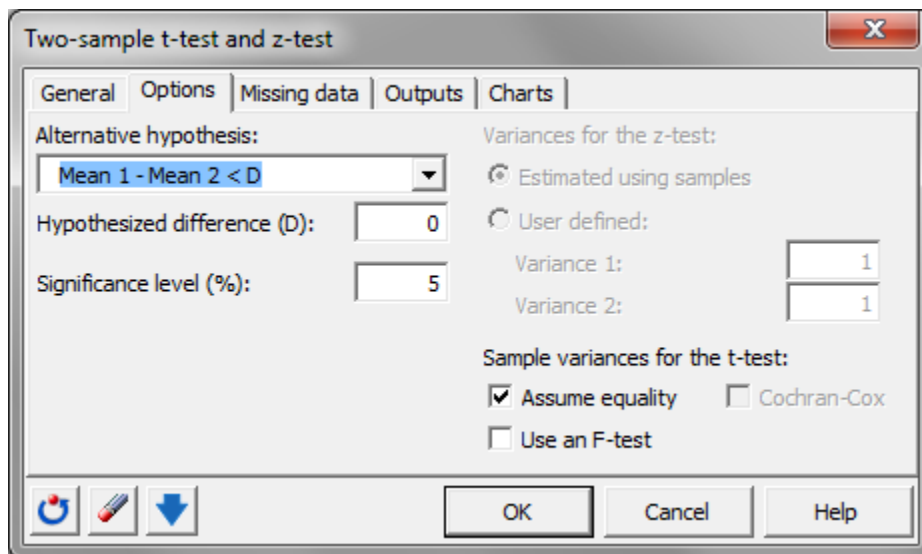 Two-sample t-test and z-test
X
General Options Missing data Outputs Charts
Alternative hypothesis:
Mean 1 - Mean 2 < D
Hypothesized difference (D): 0
Significance level (%): 5
Variances for the z-test:
Estimated using samples
User defined:
Variance 1: 1
Variance 2: 1
Sample variances for the t-test:
Assume equality Cochran-Cox
Use an F-test
OK Cancel Help